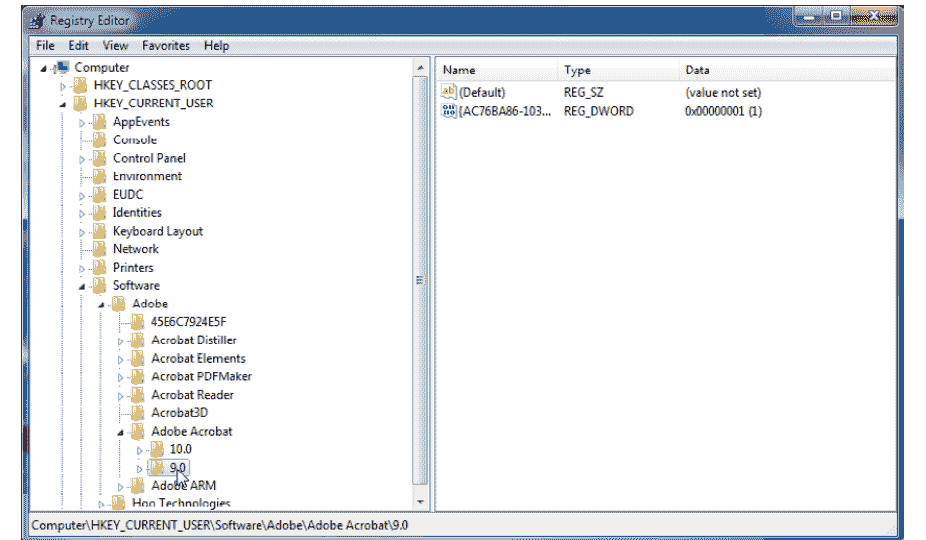 Registry Editor
File Edit View Favorites Help
Computer
HKEY_CLASSES_ROOT
HKEY_CURRENT_USER
AppEvents
Console
Control Panel
Environment
EUDC
Identities
Keyboard Layout
Network
Printers
Software
Adobe
45E6C7924E5F
Acrobat Distiller
Acrobat Elements
Acrobat PDFMaker
Acrobat Reader
Acrobat3D
Adobe Acrobat
10.0
9.0
Adobe ARM
Technologies
Name Type Data
(Default) REG_SZ (value not set)
{AC76BA86-103... REG_DWORD 0x00000001 (1)
Computer\HKEY_CURRENT_USER\Software\Adobe\Adobe Acrobat\9.0